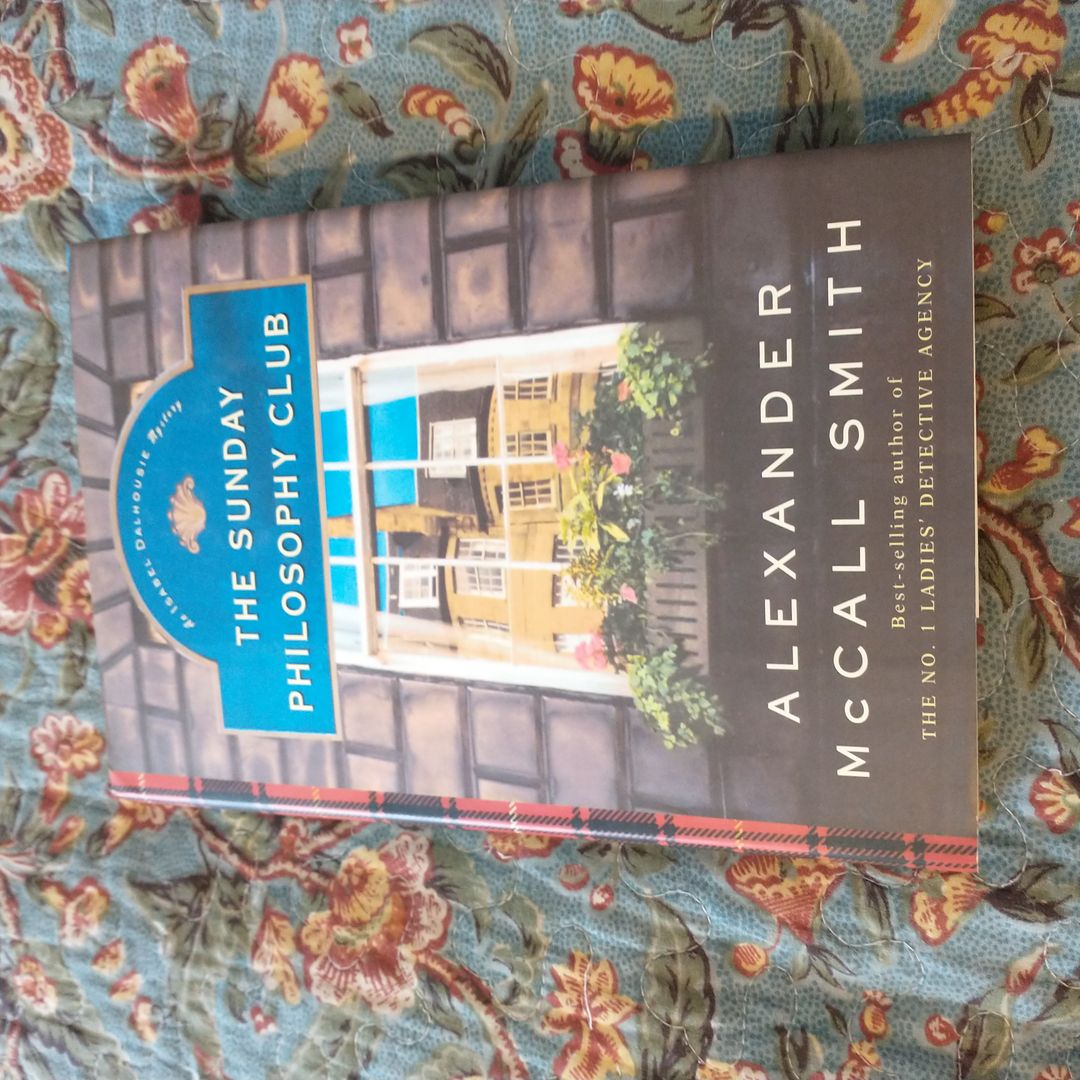 An ISABEL DALHOUSIE Mystery
THE SUNDAY
PHILOSOPHY CLUB
ALEXANDER
McCALL SMITH
Best-selling author of
THE NO. 1 LADIES' DETECTIVE AGENCY